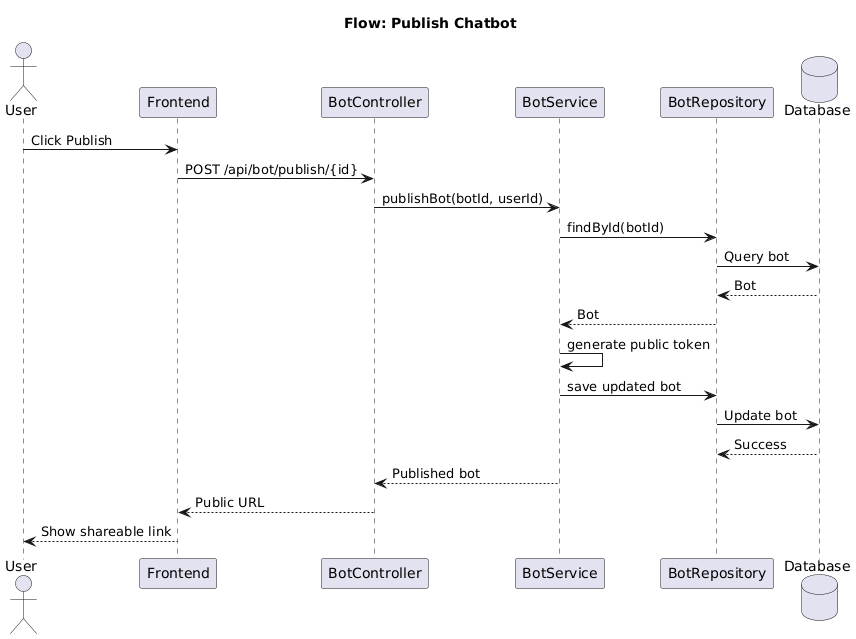 Flow: Publish Chatbot
User
Frontend
BotController
BotService
BotRepository
Database
Click Publish
POST /api/bot/publish/{id}
publishBot(botId, userId)
findById(botId)
Query bot
Bot
Bot
generate public token
save updated bot
Update bot
Success
Published bot
Public URL
Show shareable link
User
Frontend
BotController
BotService
BotRepository
Database